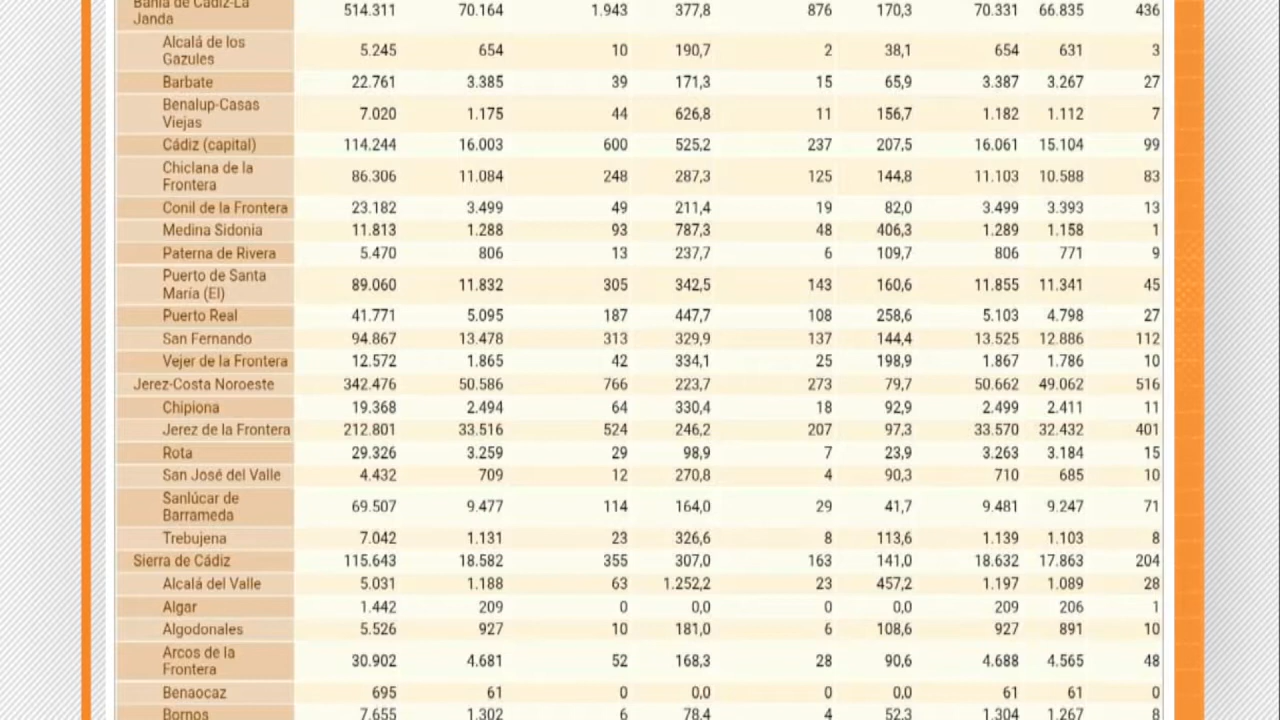 Bahía de Cádiz-La Janda 514.311 70.164 1.943 377,8 876 170,3 70.331 66.835 436
Alcalá de los Gazules 5.245 654 10 190,7 2 38,1 654 631 3
Barbate 22.761 3.385 39 171,3 15 65,9 3.387 3.267 27
Benalup-Casas Viejas 7.020 1.175 44 626,8 11 156,7 1.182 1.112 7
Cádiz (capital) 114.244 16.003 600 525,2 237 207,5 16.061 15.104 99
Chiclana de la Frontera 86.306 11.084 248 287,3 125 144,8 11.103 10.588 83
Conil de la Frontera 23.182 3.499 49 211,4 19 82,0 3.499 3.393 13
Medina Sidonia 11.813 1.288 93 787,3 48 406,3 1.289 1.158 1
Paterna de Rivera 5.470 806 13 237,7 6 109,7 806 771 9
Puerto de Santa María (El) 89.060 11.832 305 342,5 143 160,6 11.855 11.341 45
Puerto Real 41.771 5.095 187 447,7 108 258,6 5.103 4.798 27
San Fernando 94.867 13.478 313 329,9 137 144,4 13.525 12.886 112
Vejer de la Frontera 12.572 1.865 42 334,1 25 198,9 1.867 1.786 10
Jerez-Costa Noroeste 342.476 50.586 766 223,7 273 79,7 50.662 49.062 516
Chipiona 19.368 2.494 64 330,4 18 92,9 2.499 2.411 11
Jerez de la Frontera 212.801 33.516 524 246,2 207 97,3 33.570 32.432 401
Rota 29.326 3.259 29 98,9 7 23,9 3.263 3.184 15
San José del Valle 4.432 709 12 270,8 4 90,3 710 685 10
Sanlúcar de Barrameda 69.507 9.477 114 164,0 29 41,7 9.481 9.247 71
Trebujena 7.042 1.131 23 326,6 8 113,6 1.139 1.103 8
Sierra de Cádiz 115.643 18.582 355 307,0 163 141,0 18.632 17.863 204
Alcalá del Valle 5.031 1.188 63 1.252,2 23 457,2 1.197 1.089 28
Algar 1.442 209 0 0,0 0 0,0 209 206 1
Algodonales 5.526 927 10 181,0 6 108,6 927 891 10
Arcos de la Frontera 30.902 4.681 52 168,3 28 90,6 4.688 4.565 48
Benaocaz 695 61 0 0,0 0 0,0 61 61 0
Bornos 7.655 1.302 6 78,4 4 52,3 1.304 1.267 8